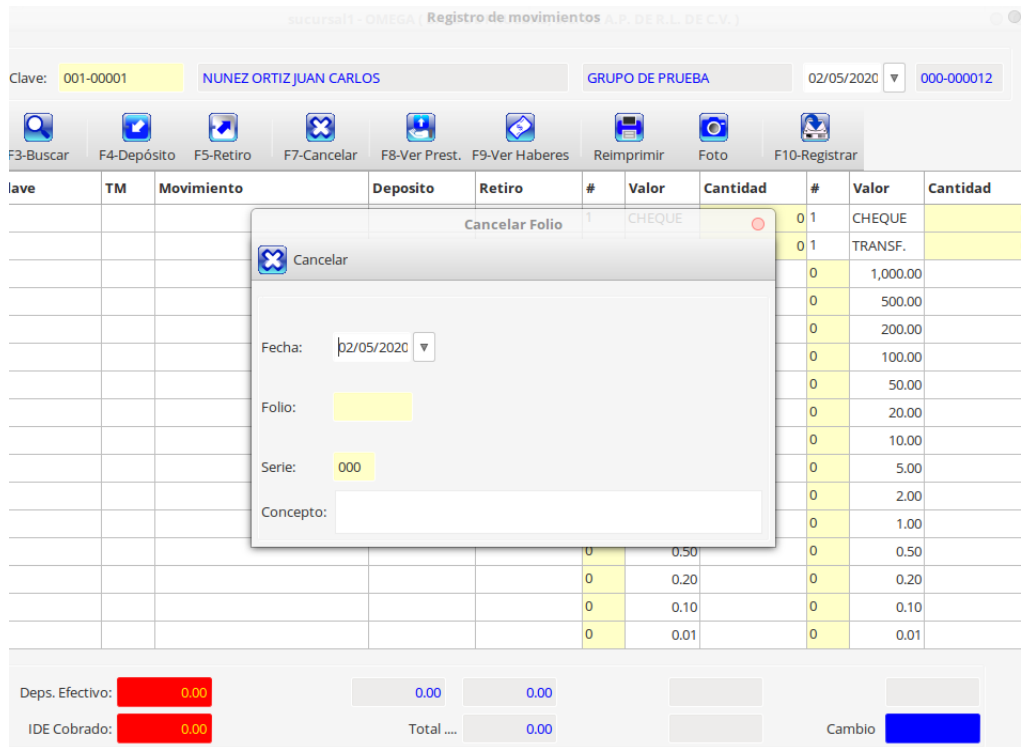 sucursal1 - OMEGA [ Registro de movimientos A.P. DE R.L. DE C.V. ]
Clave: 001-00001 NUNEZ ORTIZ JUAN CARLOS GRUPO DE PRUEBA 02/05/2020 000-000012
F3-Buscar F4-Depósito F5-Retiro F7-Cancelar F8-Ver Prest. F9-Ver Haberes Reimprimir Foto F10-Registrar
lave TM Movimiento Deposito Retiro # Valor Cantidad # Valor Cantidad
1 CHEQUE 0 1 CHEQUE
Cancelar Folio
0 1 TRANSF.
Cancelar
0 1,000.00
0 500.00
0 200.00
Fecha: 02/05/2020
0 100.00
0 50.00
Folio:
0 20.00
0 10.00
Serie: 000
0 5.00
0 2.00
Concepto:
0 1.00
0 0.50 0 0.50
0 0.20 0 0.20
0 0.10 0 0.10
0 0.01 0 0.01
Deps. Efectivo: 0.00 0.00 0.00
IDE Cobrado: 0.00 Total .... 0.00 Cambio